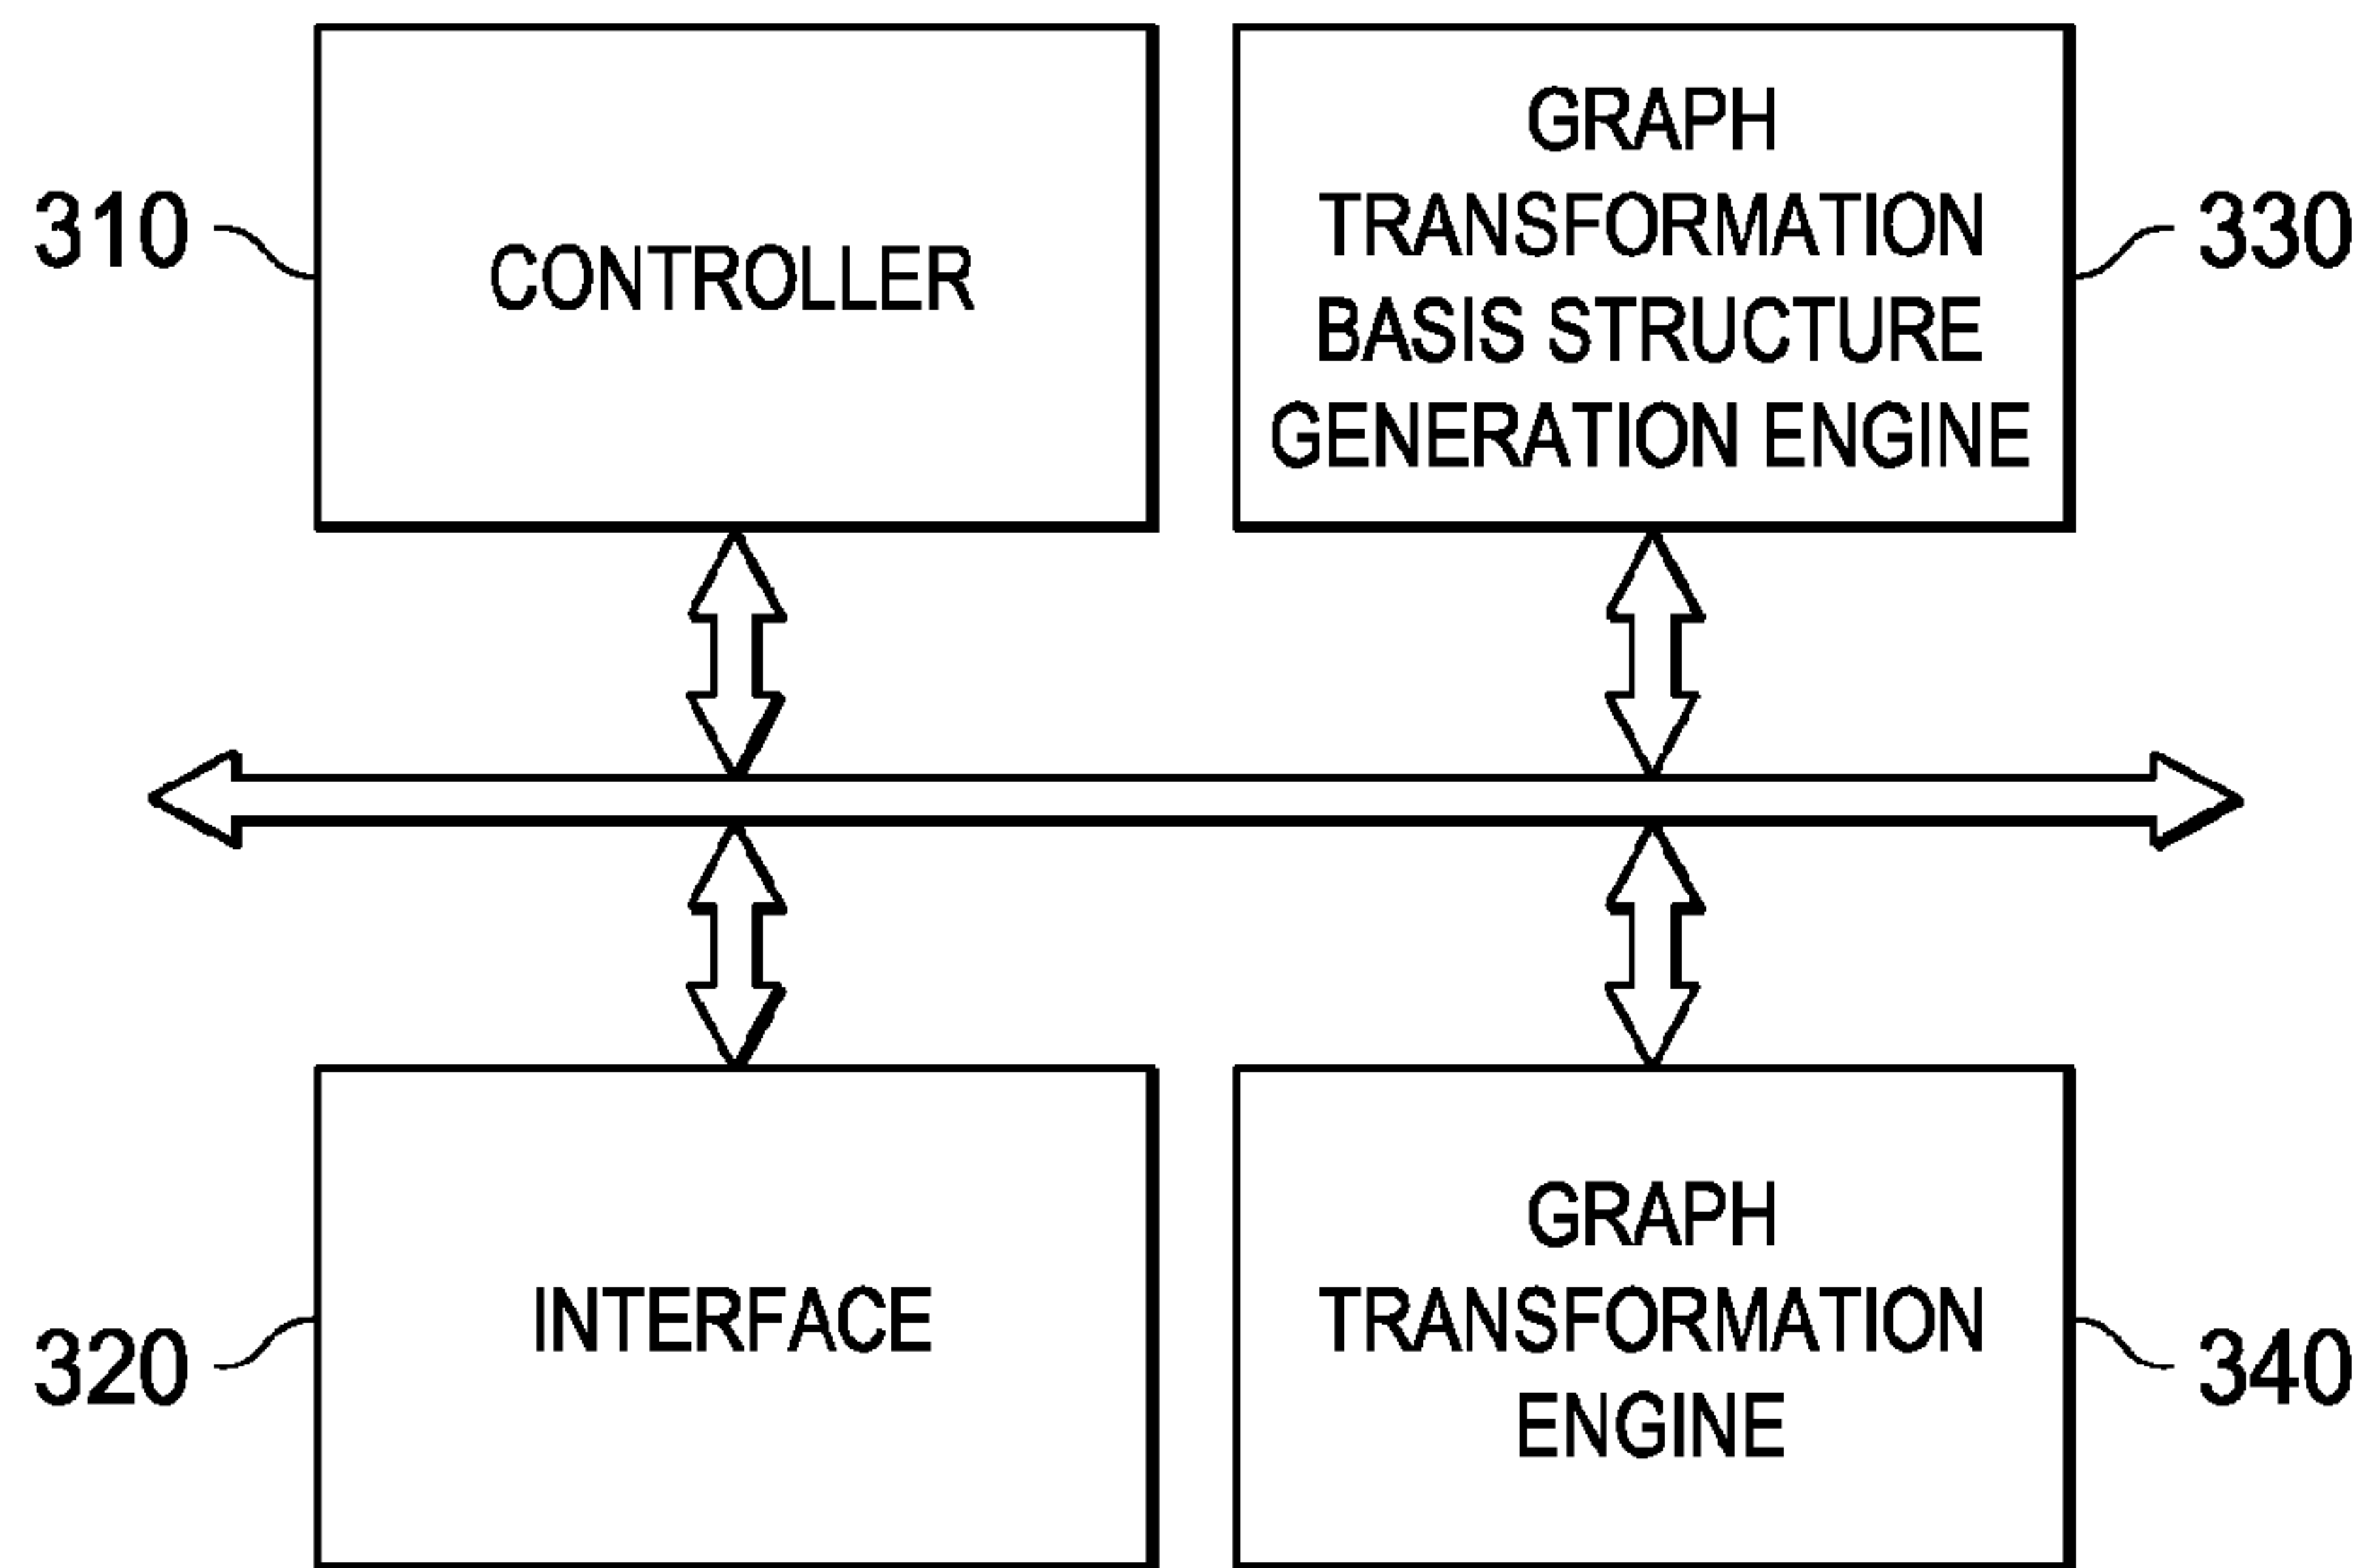 310
CONTROLLER
GRAPH
TRANSFORMATION
BASIS STRUCTURE
GENERATION ENGINE
330
320
INTERFACE
GRAPH
TRANSFORMATION
ENGINE
340